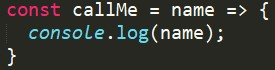 const callMe = name => {
  console.log(name);
}